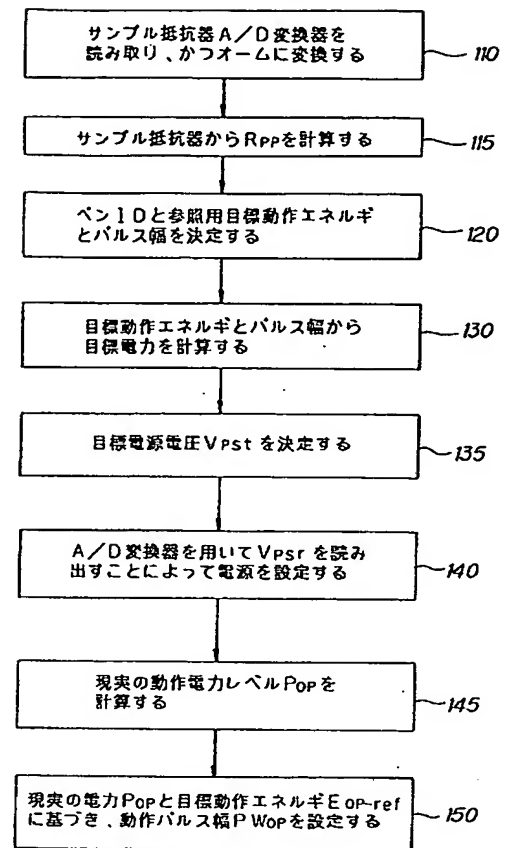 サンプル抵抗器A/D変換器を
読み取り、かつオームに変換する
110
サンプル抵抗器からRPPを計算する
115
ペンIDと参照用目標動作エネルギ
とパルス幅を決定する
120
目標動作エネルギとパルス幅から
目標電力を計算する
130
目標電源電圧VPStを決定する
135
A/D変換器を用いてVPSrを読み
出すことによって電源を設定する
140
現実の動作電力レベルPOPを
計算する
145
現実の電力POPと目標動作エネルギEOP-ref
に基づき、動作パルス幅PWOPを設定する
150